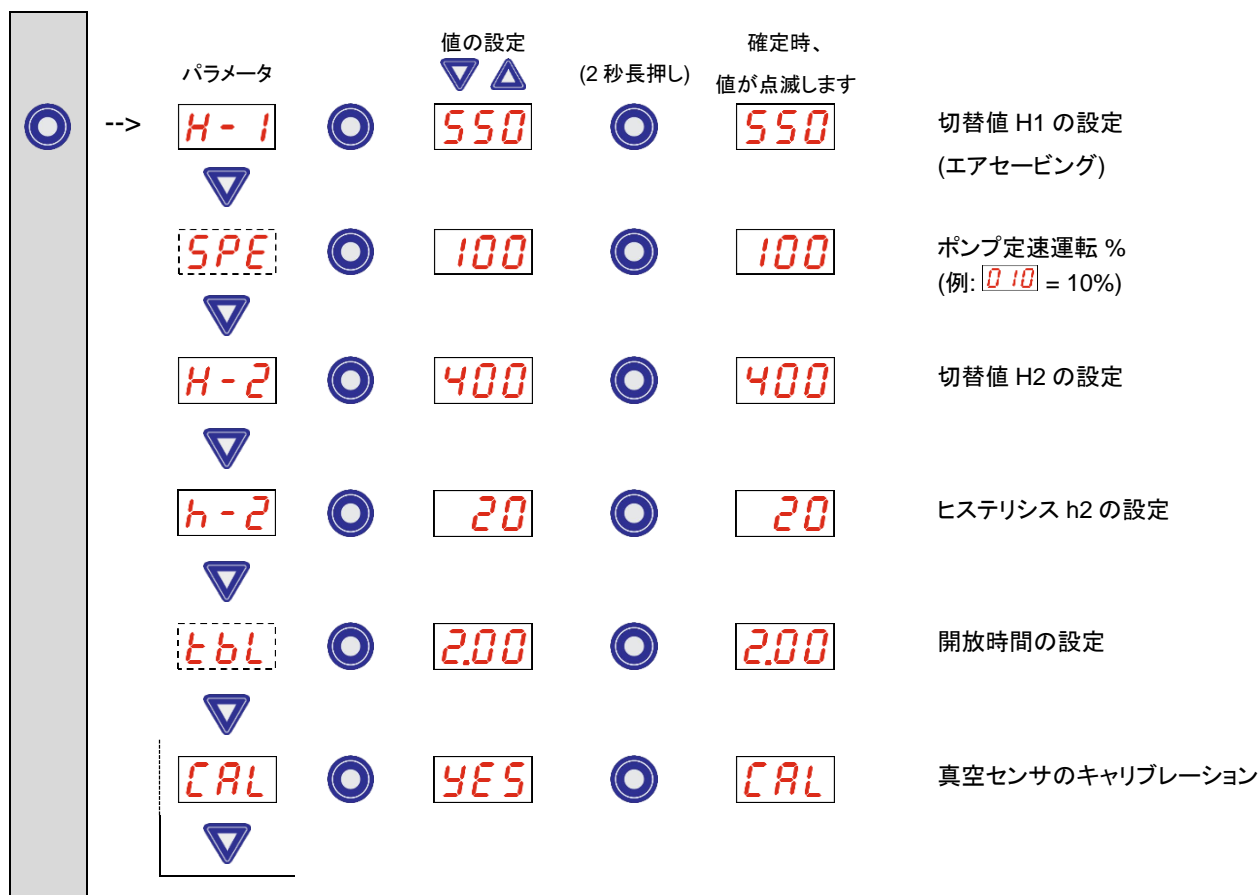 値の設定
確定時、
パラメータ
(2 秒長押し)
値が点滅します
-->
H-1
550
550
切替値 H1 の設定
(エアセービング)
SPE
100
100
ポンプ定速運転 %
(例: 010 = 10%)
H-2
400
400
切替値 H2 の設定
h-2
20
20
ヒステリシス h2 の設定
tbL
2.00
2.00
開放時間の設定
CAL
YES
CAL
真空センサのキャリブレーション